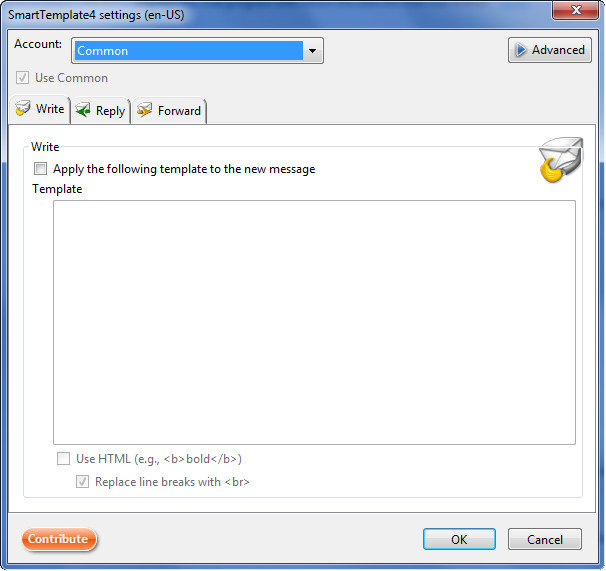 SmartTemplate4 settings (en-US)
Account: Common Advanced
Use Common
Write Reply Forward
Write
Apply the following template to the new message
Template
Use HTML (e.g., <b>bold</b>)
Replace line breaks with <br>
Contribute OK Cancel